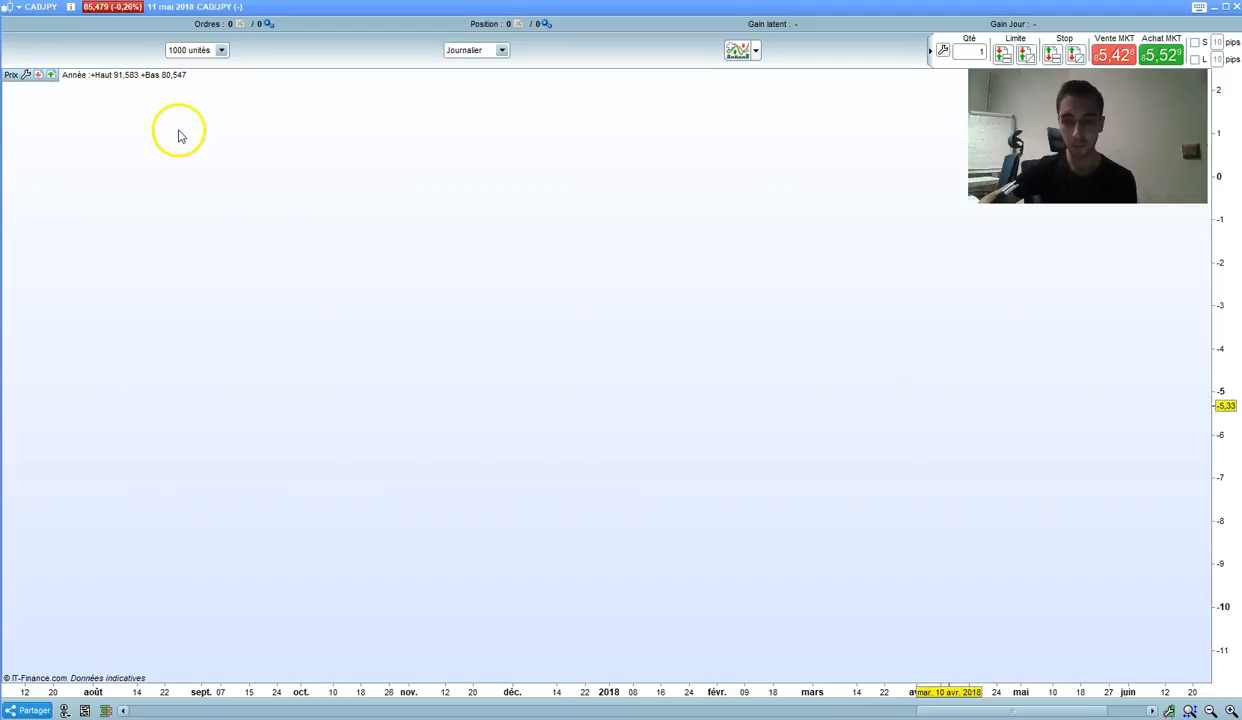 CADJPY 85,479 (-0,26%) 11 mai 2018 CAD/JPY (-)
Ordres : 0 / 0 Position : 0 / 0 Gain latent : - Gain Jour : -
1000 unités Journalier
Qté Limite Stop Vente MKT Achat MKT S 10 pips
1 85,42⁸ 85,52⁹ L 10 pips
Prix Année :+Haut 91,583 +Bas 80,547
2
1
0
-1
-2
-3
-4
-5
-5,33
-6
-7
-8
-9
-10
-11
© IT-Finance.com Données indicatives
12 20 août 14 22 sept. 07 15 24 oct. 10 18 26 nov. 12 20 déc. 14 22 2018 08 16 24 févr. 09 18 mars 14 22 mar. 10 avr. 2018 24 mai 10 18 27 juin 12 20
Partager